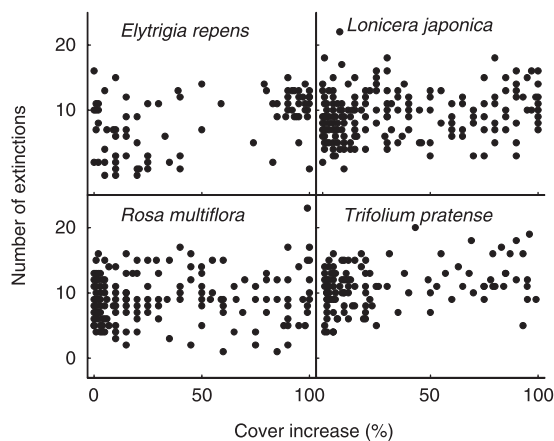 Elytrigia repens
Lonicera japonica
20
10
Number of extinctions
Rosa multiflora
Trifolium pratense
20
10
0
0
50
100
50
100
Cover increase (%)